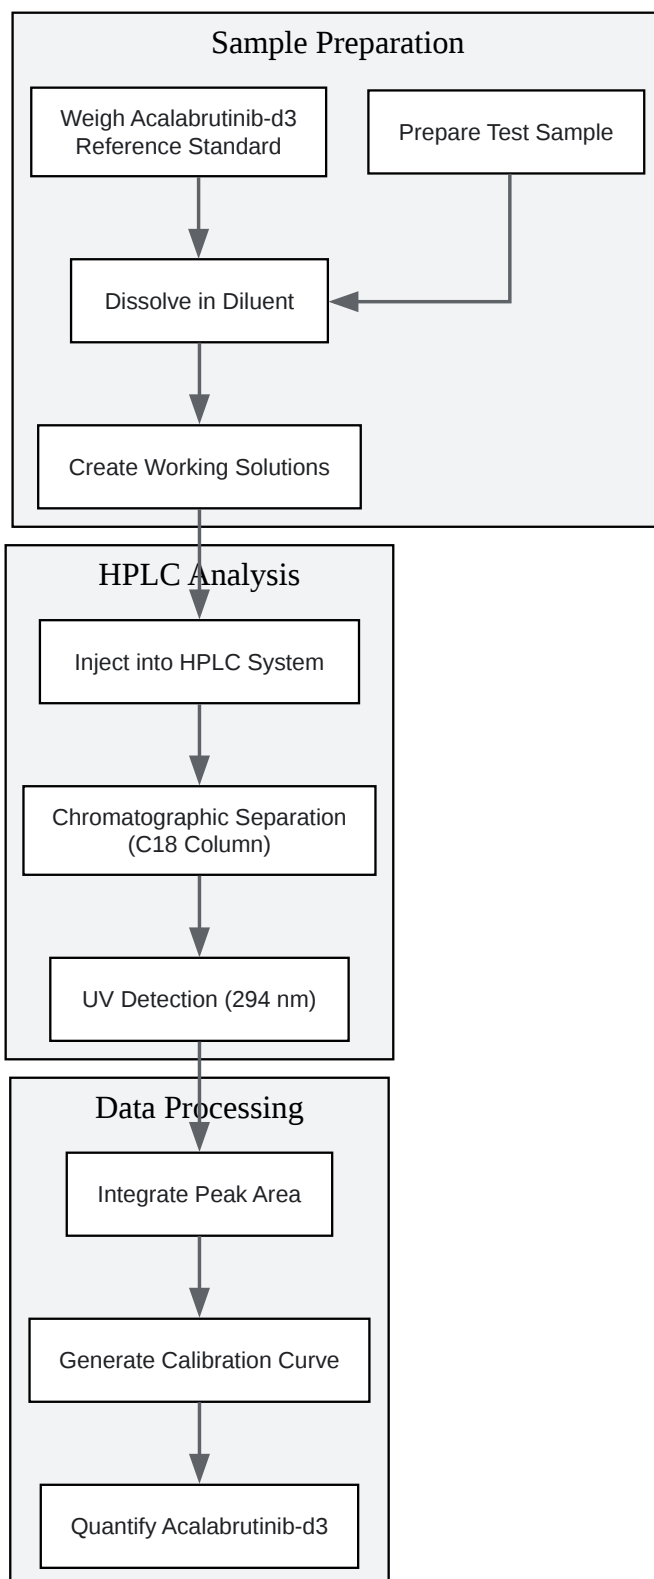 Sample Preparation
Weigh Acalabrutinib-d3
Reference Standard
Prepare Test Sample
Dissolve in Diluent
Create Working Solutions
HPLC Analysis
Inject into HPLC System
Chromatographic Separation
(C18 Column)
UV Detection (294 nm)
Data Processing
Integrate Peak Area
Generate Calibration Curve
Quantify Acalabrutinib-d3